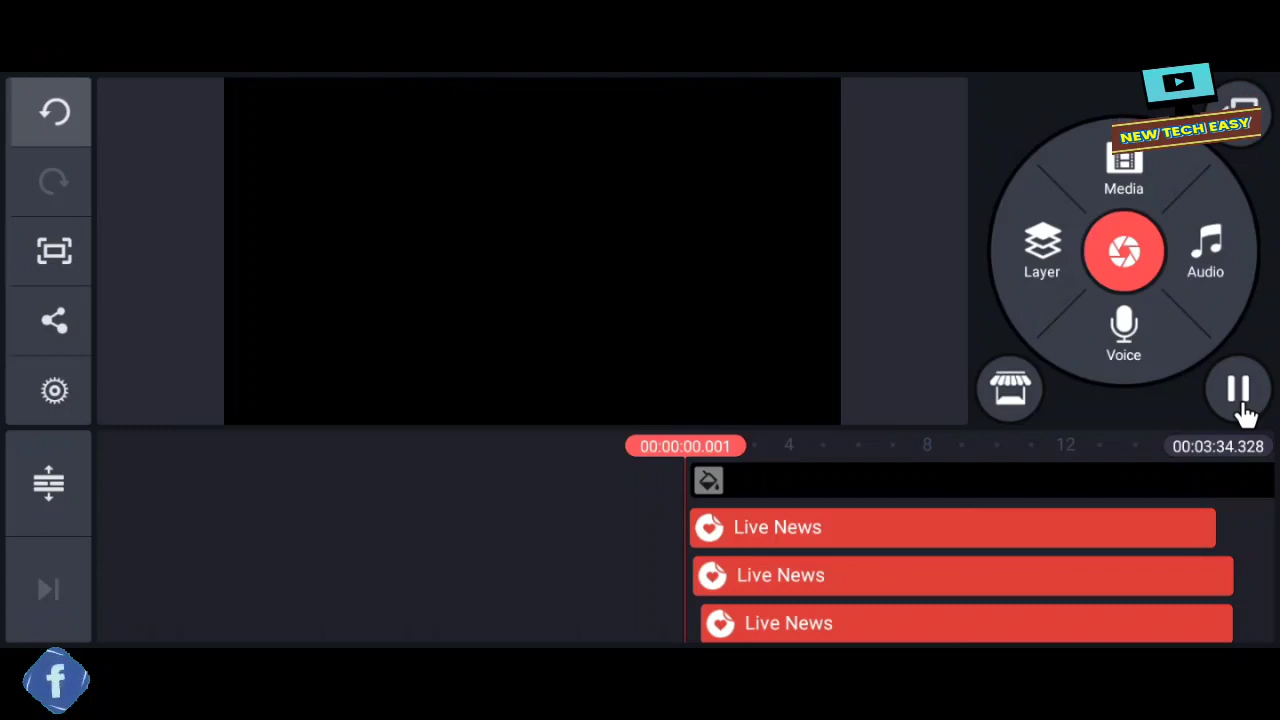 NEW TECH EASY
Media
Layer
Audio
Voice
00:00:00.001
4
8
12
00:03:34.328
Live News
Live News
Live News
f